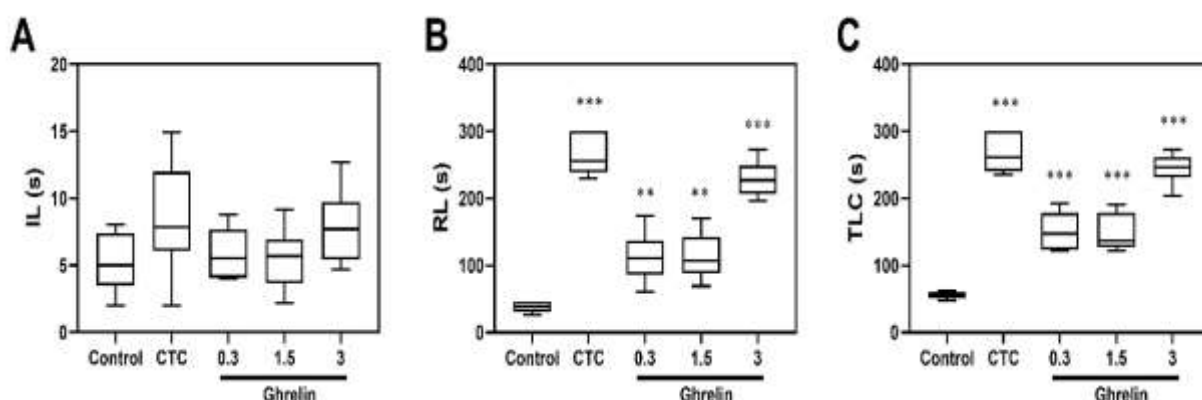 A
IL (s)
20
15
10
5
0
Control CTC 0.3 1.5 3
Ghrelin
B
RL (s)
400
300
200
100
0
*** ** ** ***
Control CTC 0.3 1.5 3
Ghrelin
C
TLC (s)
400
300
200
100
0
*** *** *** ***
Control CTC 0.3 1.5 3
Ghrelin